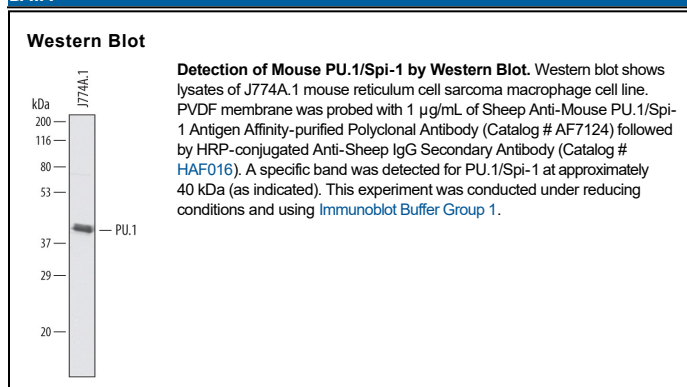 Western Blot
J774A.1
kDa
200
116
80
53
37
29
20
PU.1
Detection of Mouse PU.1/Spi-1 by Western Blot. Western blot shows
lysates of J774A.1 mouse reticulum cell sarcoma macrophage cell line.
PVDF membrane was probed with 1 µg/mL of Sheep Anti-Mouse PU.1/Spi-
1 Antigen Affinity-purified Polyclonal Antibody (Catalog # AF7124) followed
by HRP-conjugated Anti-Sheep IgG Secondary Antibody (Catalog #
HAF016). A specific band was detected for PU.1/Spi-1 at approximately
40 kDa (as indicated). This experiment was conducted under reducing
conditions and using Immunoblot Buffer Group 1.